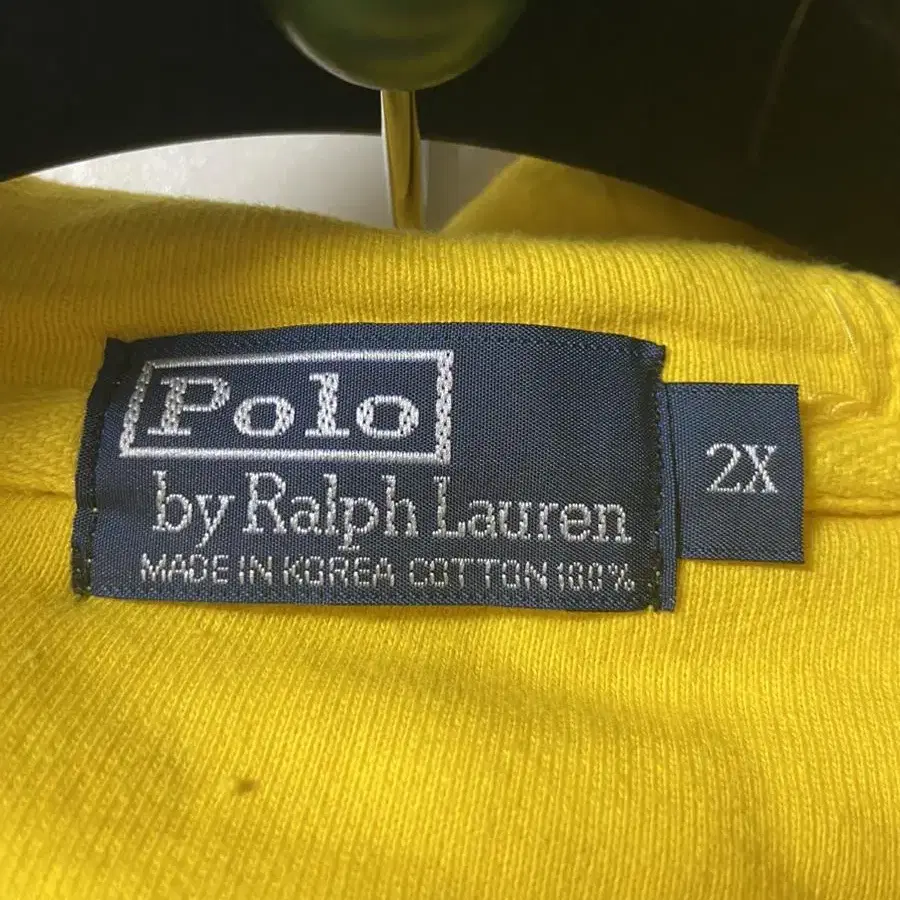 Polo
by Ralph Lauren
MADE IN KOREA COTTON 100%
2X